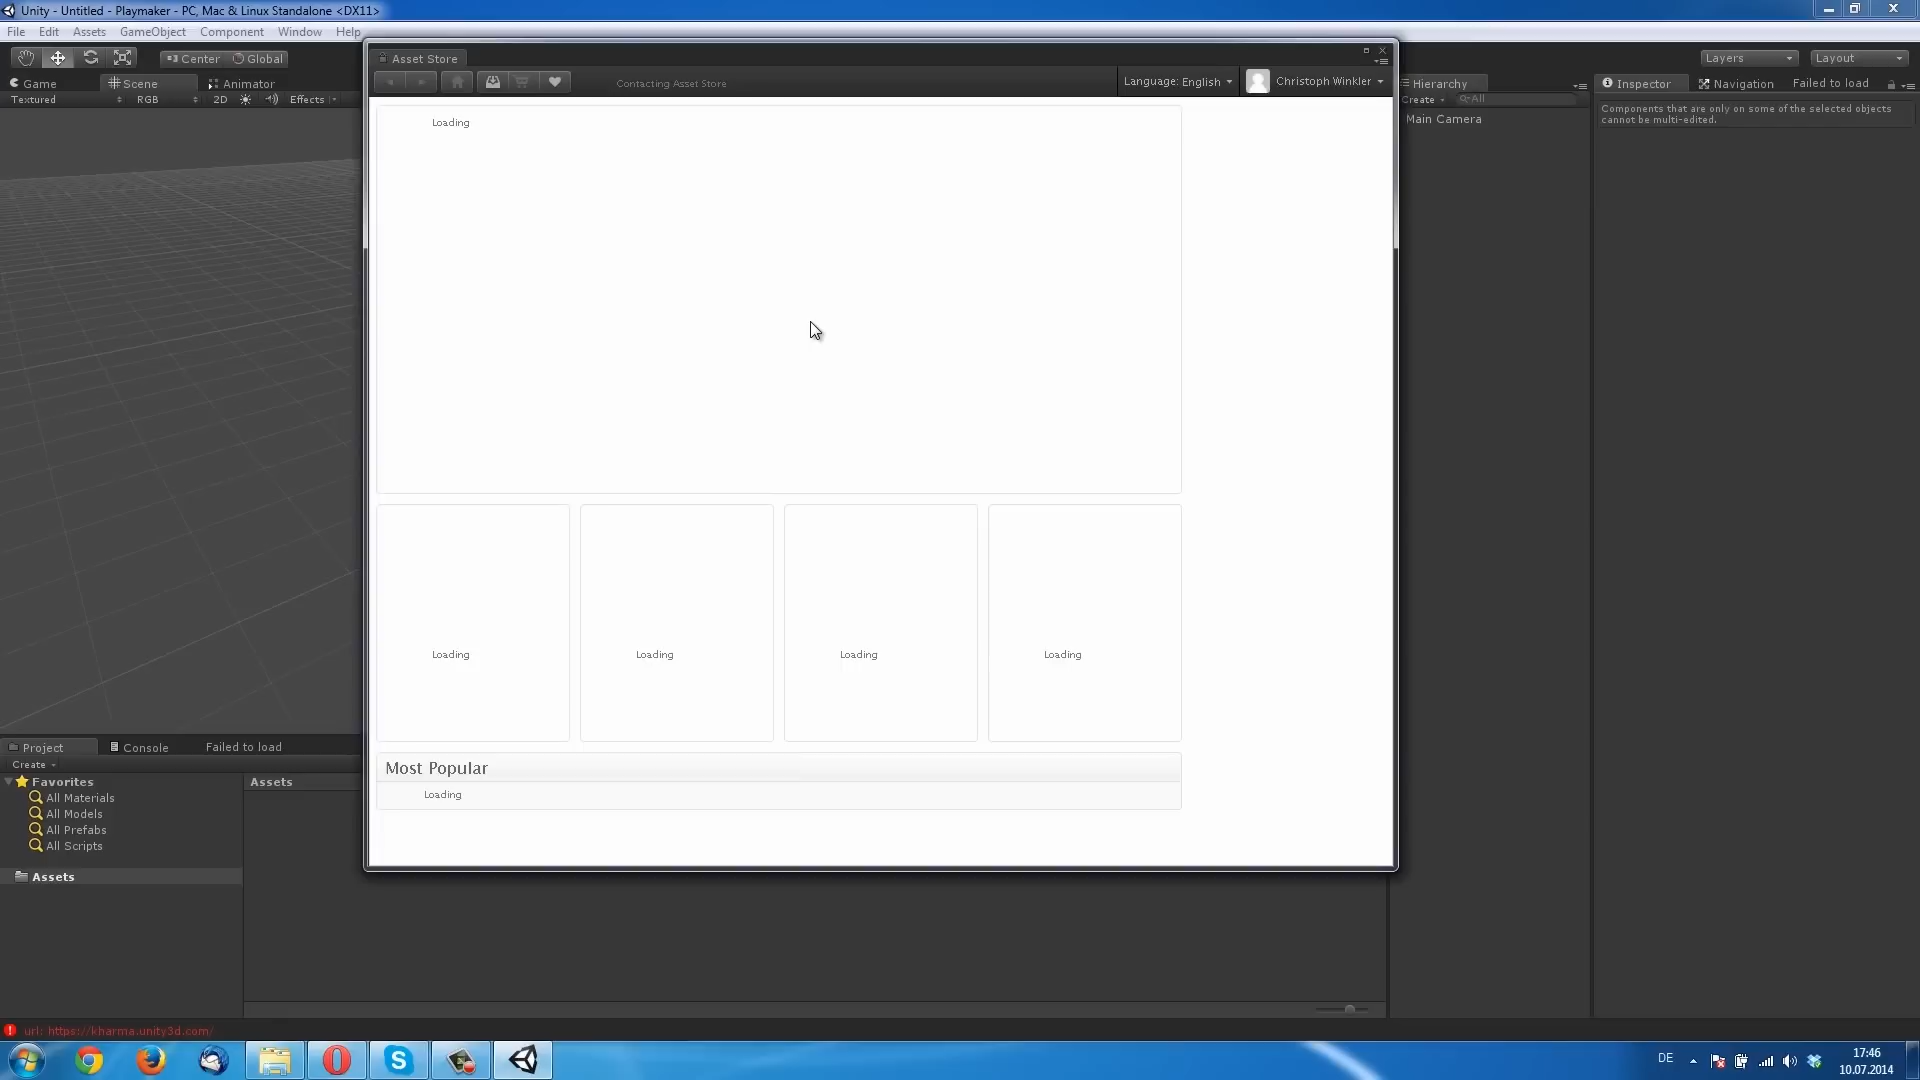 Unity - Untitled - Playmaker - PC, Mac & Linux Standalone <DX11>
File Edit Assets GameObject Component Window Help
Center Global
Layers Layout
Game Scene Animator
Textured RGB 2D Effects
Asset Store
Contacting Asset Store
Language: English Christoph Winkler
Hierarchy
Create All
Main Camera
Inspector Navigation Failed to load
Components that are only on some of the selected objects
cannot be multi-edited.
Loading
Loading Loading Loading Loading
Most Popular
Loading
Project Console Failed to load
Create
Favorites
All Materials
All Models
All Prefabs
All Scripts
Assets
Assets
url: https://kharma.unity3d.com/
DE
17:46
10.07.2014